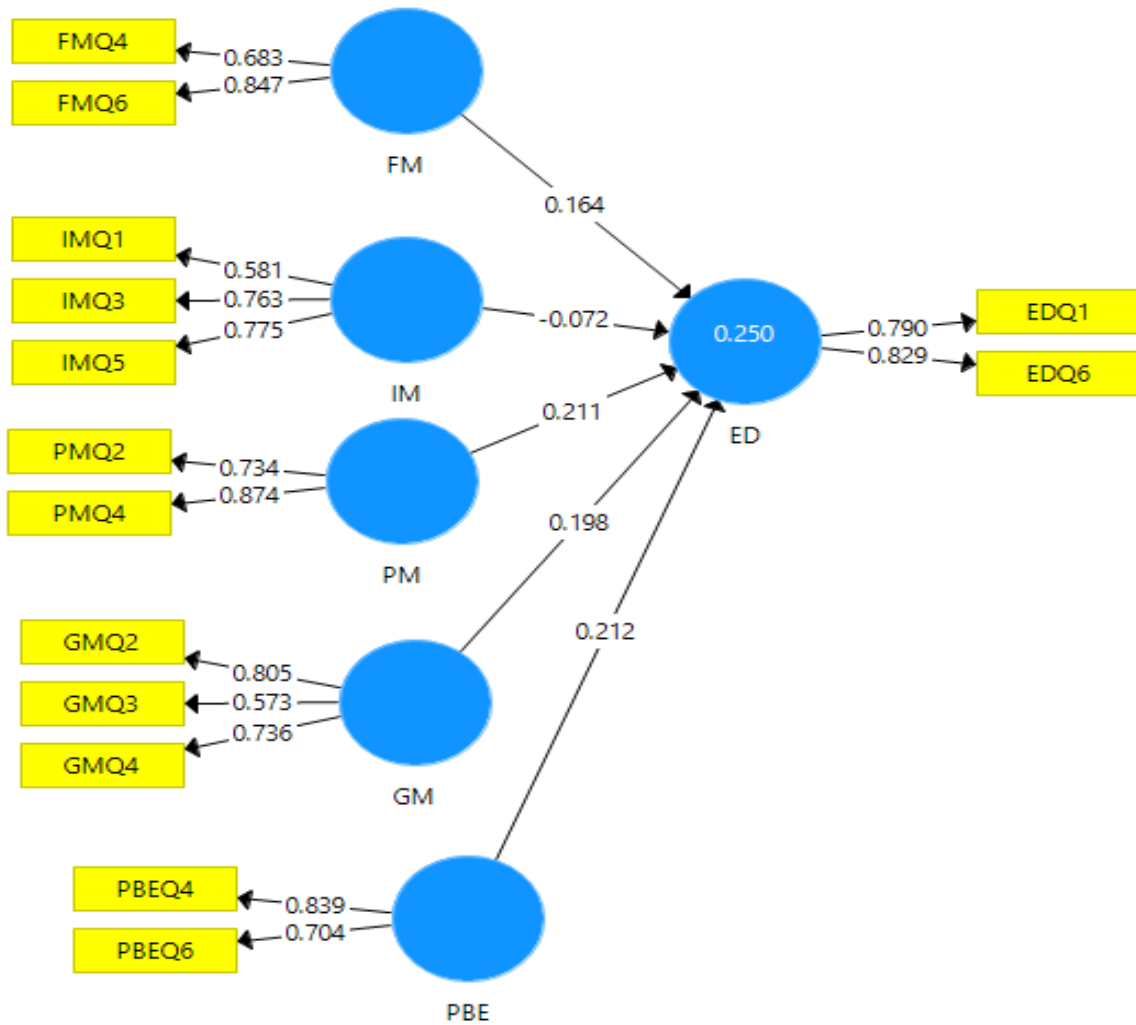 FMQ4
0.683
FMQ6
0.847
FM
0.164
IMQ1
0.581
IMQ3
0.763
IMQ5
0.775
IM
-0.072
0.250
ED
0.790
EDQ1
0.829
EDQ6
PMQ2
0.734
PMQ4
0.874
PM
0.211
GMQ2
0.805
GMQ3
0.573
GMQ4
0.736
GM
0.198
PBEQ4
0.839
PBEQ6
0.704
PBE
0.212